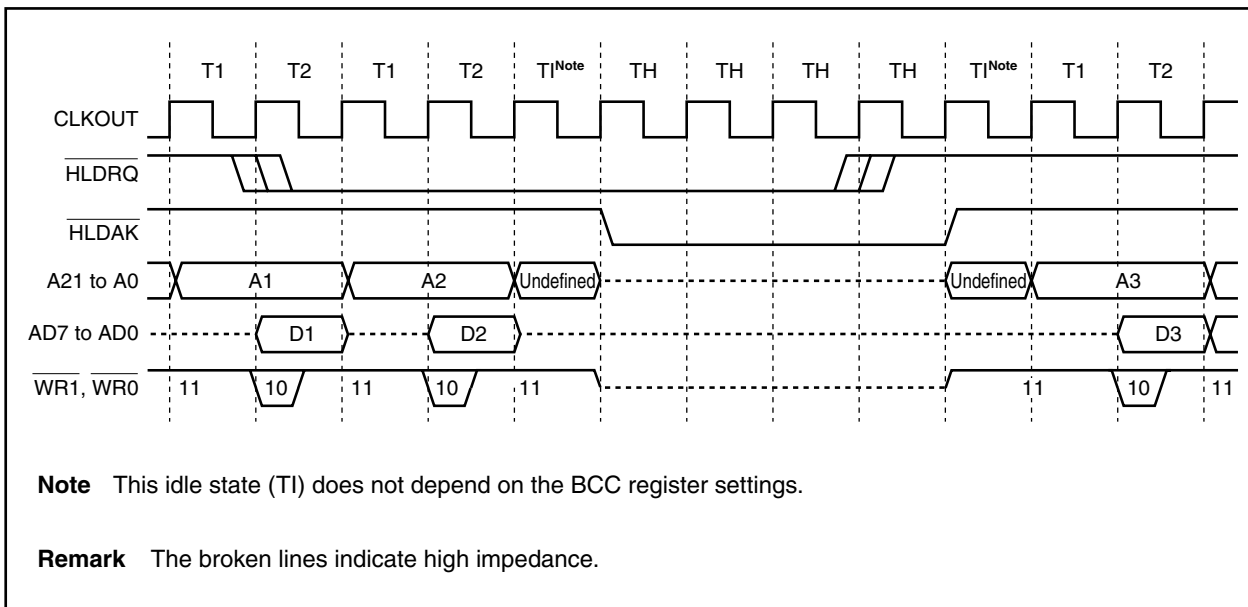 T1 T2 T1 T2 TINote TH TH TH TH TINote T1 T2
CLKOUT
HLDRQ
HLDAK
A21 to A0 A1 A2 Undefined Undefined A3
AD7 to AD0 D1 D2 D3
WR1, WR0 11 10 11 10 11 11 10 11
Note This idle state (TI) does not depend on the BCC register settings.
Remark The broken lines indicate high impedance.